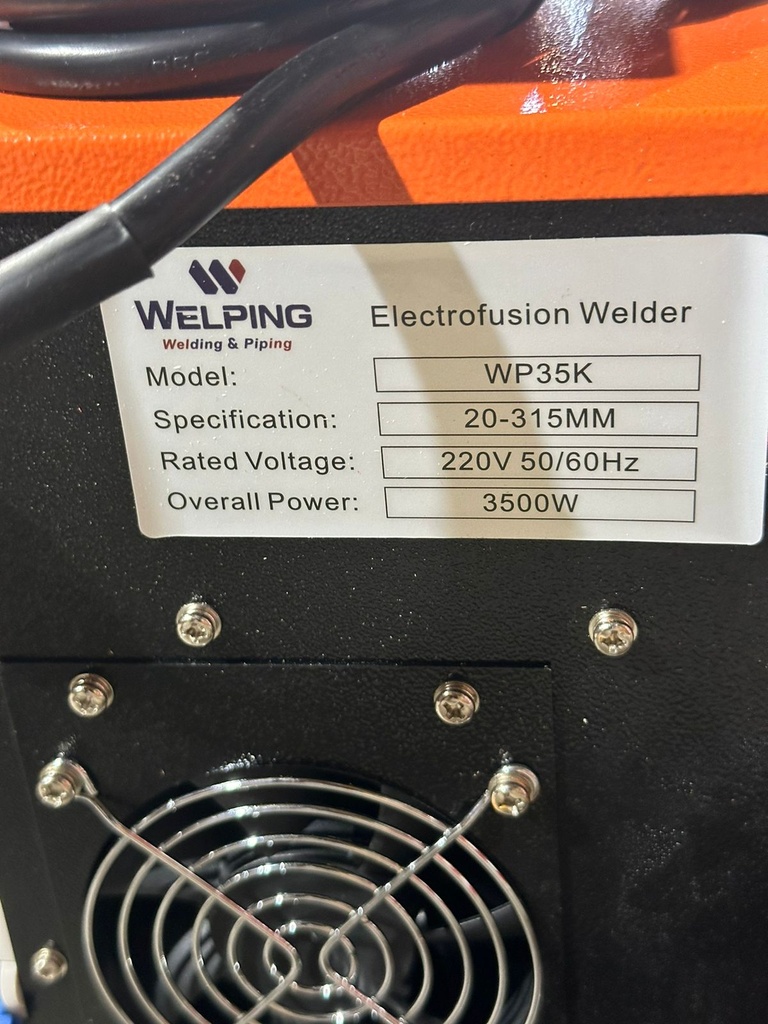 WELPING
Welding & Piping
Electrofusion Welder
Model: WP35K
Specification: 20-315MM
Rated Voltage: 220V 50/60Hz
Overall Power: 3500W